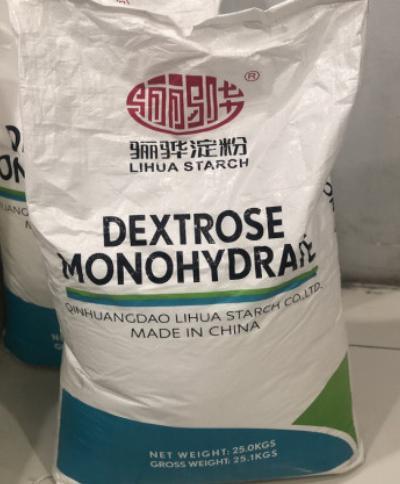 骊骅
®
骊骅淀粉
LIHUA STARCH
DEXTROSE
MONOHYDRATE
QINHUANGDAO LIHUA STARCH CO.,LTD.
MADE IN CHINA
NET WEIGHT: 25.0KGS
GROSS WEIGHT: 25.1KGS